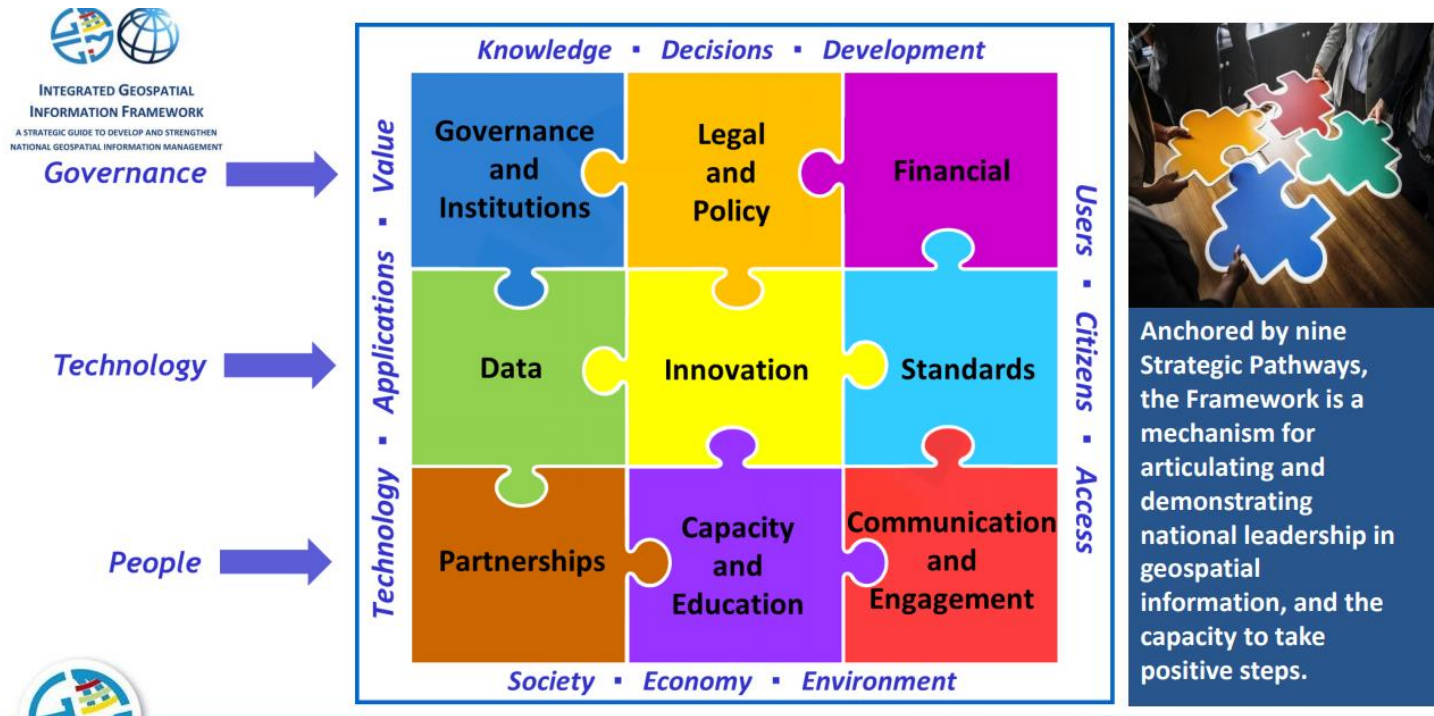 INTEGRATED GEOSPATIAL
INFORMATION FRAMEWORK
A STRATEGIC GUIDE TO DEVELOP AND STRENGTHEN
NATIONAL GEOSPATIAL INFORMATION MANAGEMENT
Governance
Technology
People
Knowledge ▪ Decisions ▪ Development
Technology ▪ Applications ▪ Value
Governance
and
Institutions
Legal
and
Policy
Financial
Data
Innovation
Standards
Partnerships
Capacity
and
Education
Communication
and
Engagement
Users ▪ Citizens ▪ Access
Society ▪ Economy ▪ Environment
Anchored by nine
Strategic Pathways,
the Framework is a
mechanism for
articulating and
demonstrating
national leadership in
geospatial
information, and the
capacity to take
positive steps.